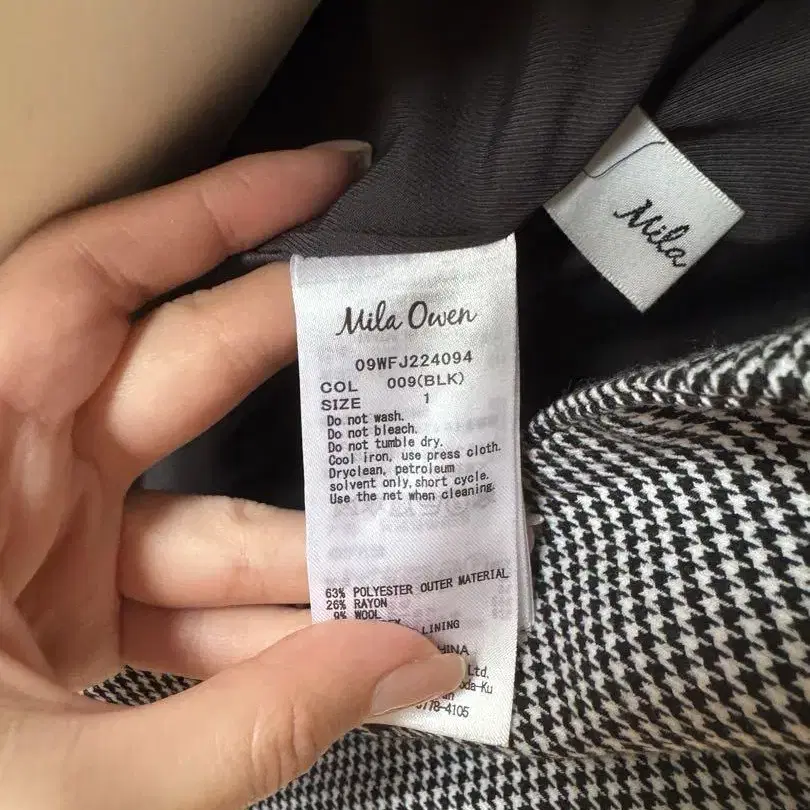 Mila
Mila Owen
09WFJ224094
COL 009(BLK)
SIZE 1
Do not wash.
Do not bleach.
Do not tumble dry.
Cool iron, use press cloth.
Dryclean, petroleum
solvent only,short cycle.
Use the net when cleaning.
63% POLYESTER OUTER MATERIAL
26% RAYON
9% WOOL
LINING
Ltd.
-4105